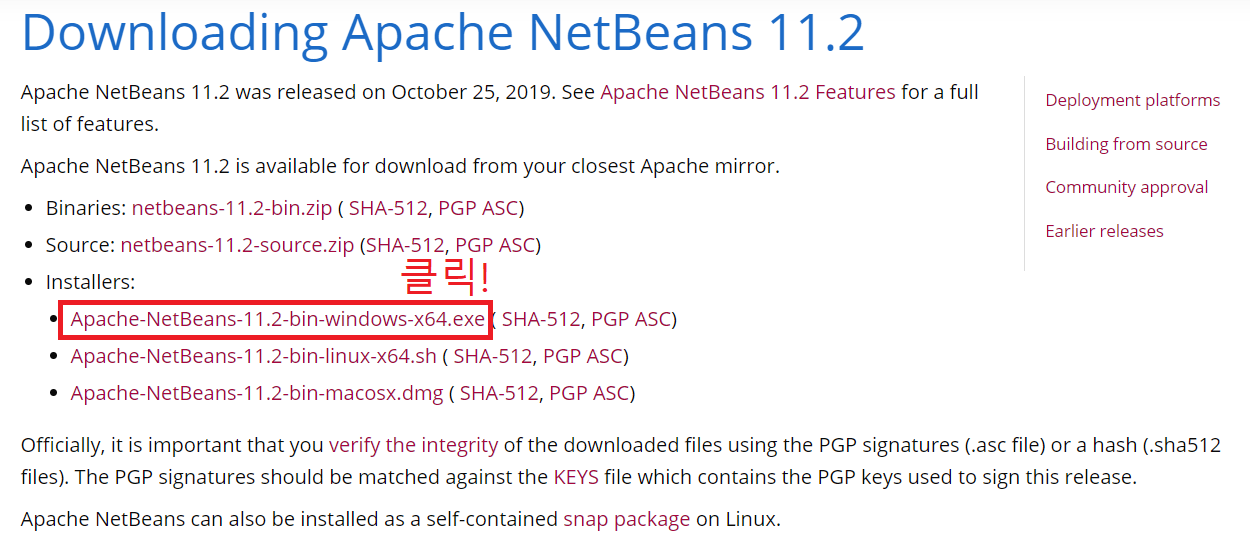 Downloading Apache NetBeans 11.2
Apache NetBeans 11.2 was released on October 25, 2019. See Apache NetBeans 11.2 Features for a full
list of features.
Apache NetBeans 11.2 is available for download from your closest Apache mirror.
Binaries: netbeans-11.2-bin.zip ( SHA-512, PGP ASC)
Source: netbeans-11.2-source.zip (SHA-512, PGP ASC)
Installers:
클릭!
Apache-NetBeans-11.2-bin-windows-x64.exe ( SHA-512, PGP ASC)
Apache-NetBeans-11.2-bin-linux-x64.sh ( SHA-512, PGP ASC)
Apache-NetBeans-11.2-bin-macosx.dmg ( SHA-512, PGP ASC)
Officially, it is important that you verify the integrity of the downloaded files using the PGP signatures (.asc file) or a hash (.sha512
files). The PGP signatures should be matched against the KEYS file which contains the PGP keys used to sign this release.
Apache NetBeans can also be installed as a self-contained snap package on Linux.
Deployment platforms
Building from source
Community approval
Earlier releases